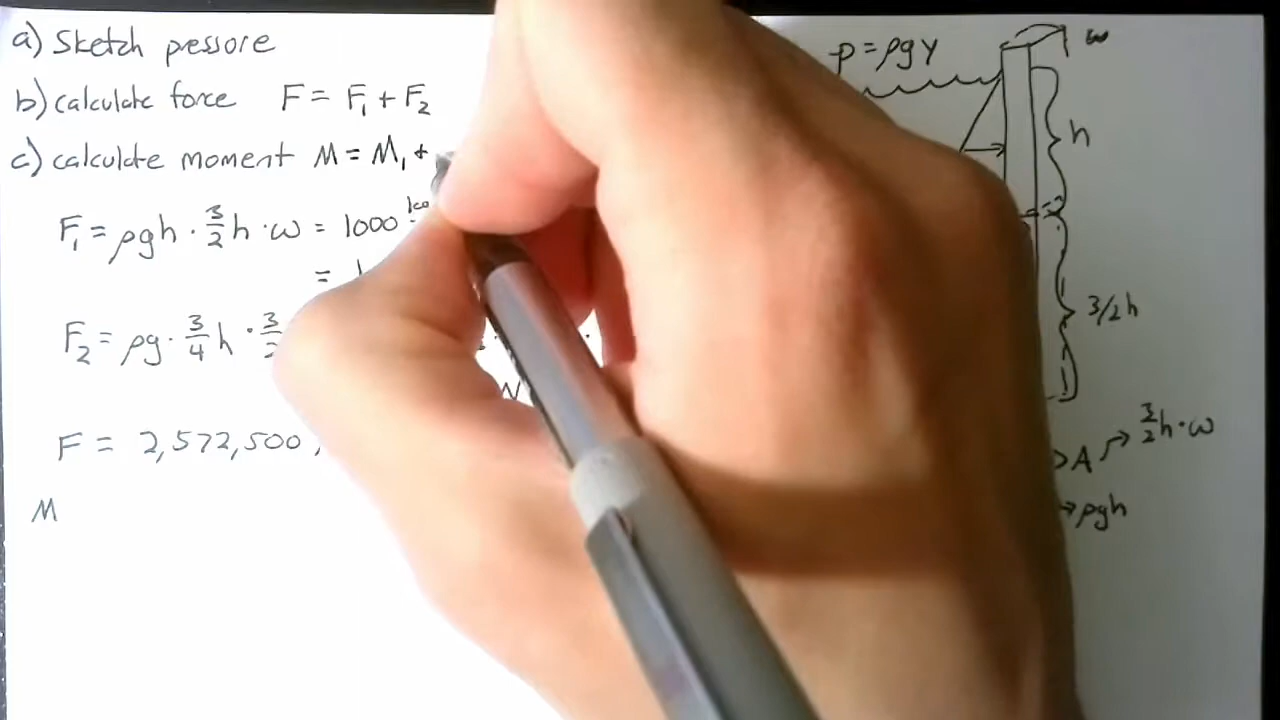 a) Sketch pressore
b) calculate force F = F₁ + F₂
c) calculate moment M = M₁ +
F₁ = ρgh · 3/2 h · ω = 1000
=
F₂ = ρg · 3/4 h · 3/
N
F = 2,572,500
M
p = ρgy
ω
h
3/2 h
A → 3/2 h · ω
→ ρgh